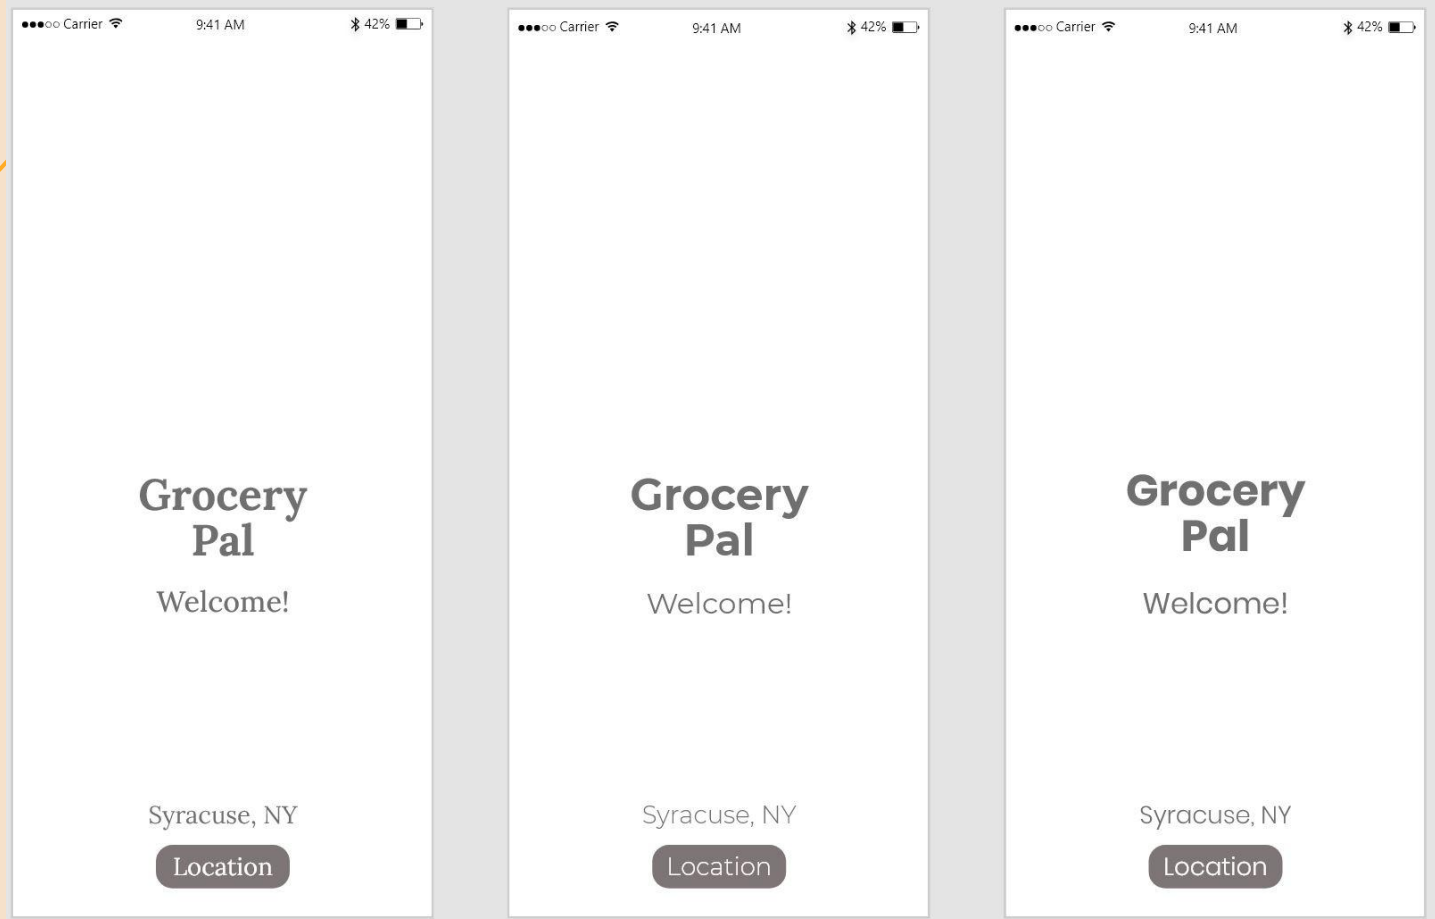 Carrier 9:41 AM 42%
Grocery
Pal
Welcome!
Syracuse, NY
Location
Carrier 9:41 AM 42%
Grocery
Pal
Welcome!
Syracuse, NY
Location
Carrier 9:41 AM 42%
Grocery
Pal
Welcome!
Syracuse, NY
Location